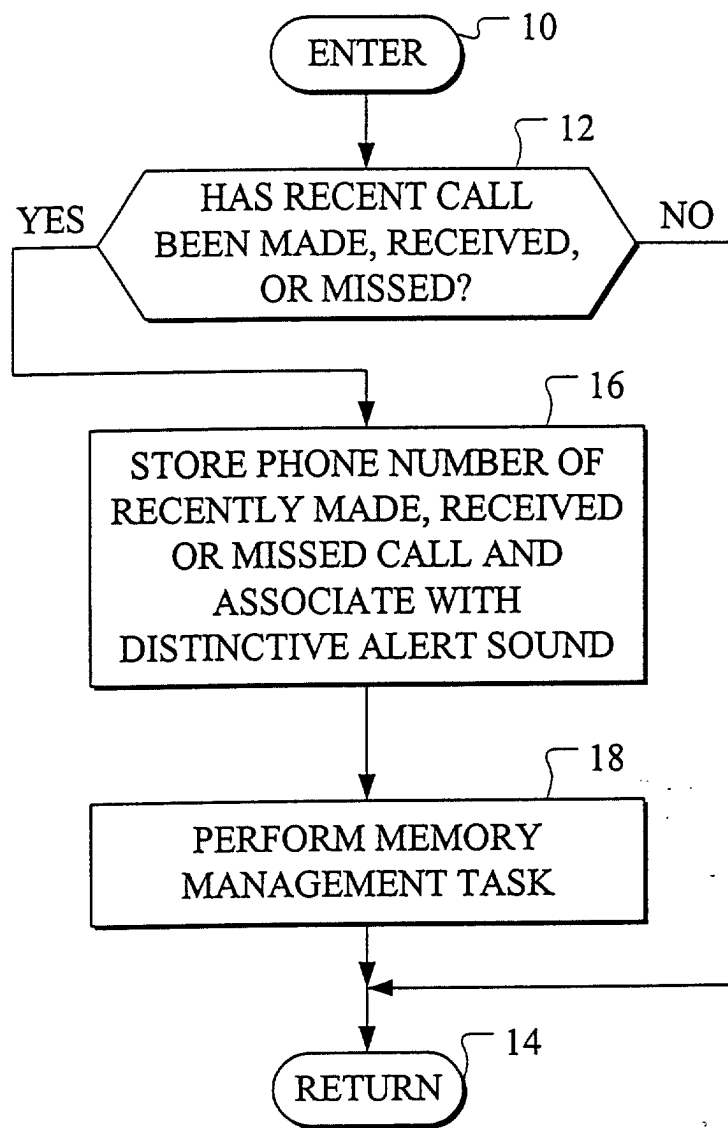 10
ENTER
12
YES
HAS RECENT CALL
BEEN MADE, RECEIVED,
OR MISSED?
NO
16
STORE PHONE NUMBER OF
RECENTLY MADE, RECEIVED
OR MISSED CALL AND
ASSOCIATE WITH
DISTINCTIVE ALERT SOUND
18
PERFORM MEMORY
MANAGEMENT TASK
14
RETURN